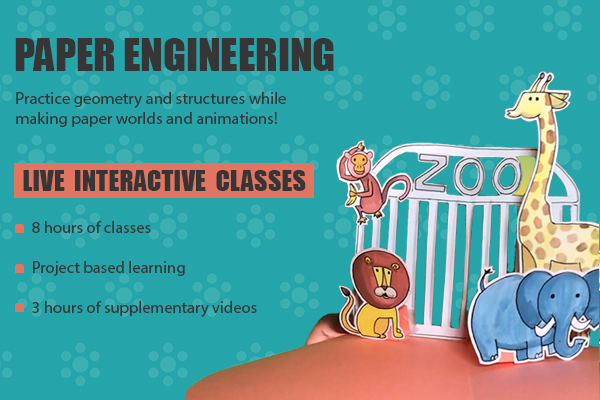 PAPER ENGINEERING
Practice geometry and structures while
making paper worlds and animations!
LIVE INTERACTIVE CLASSES
8 hours of classes
Project based learning
3 hours of supplementary videos
ZOO